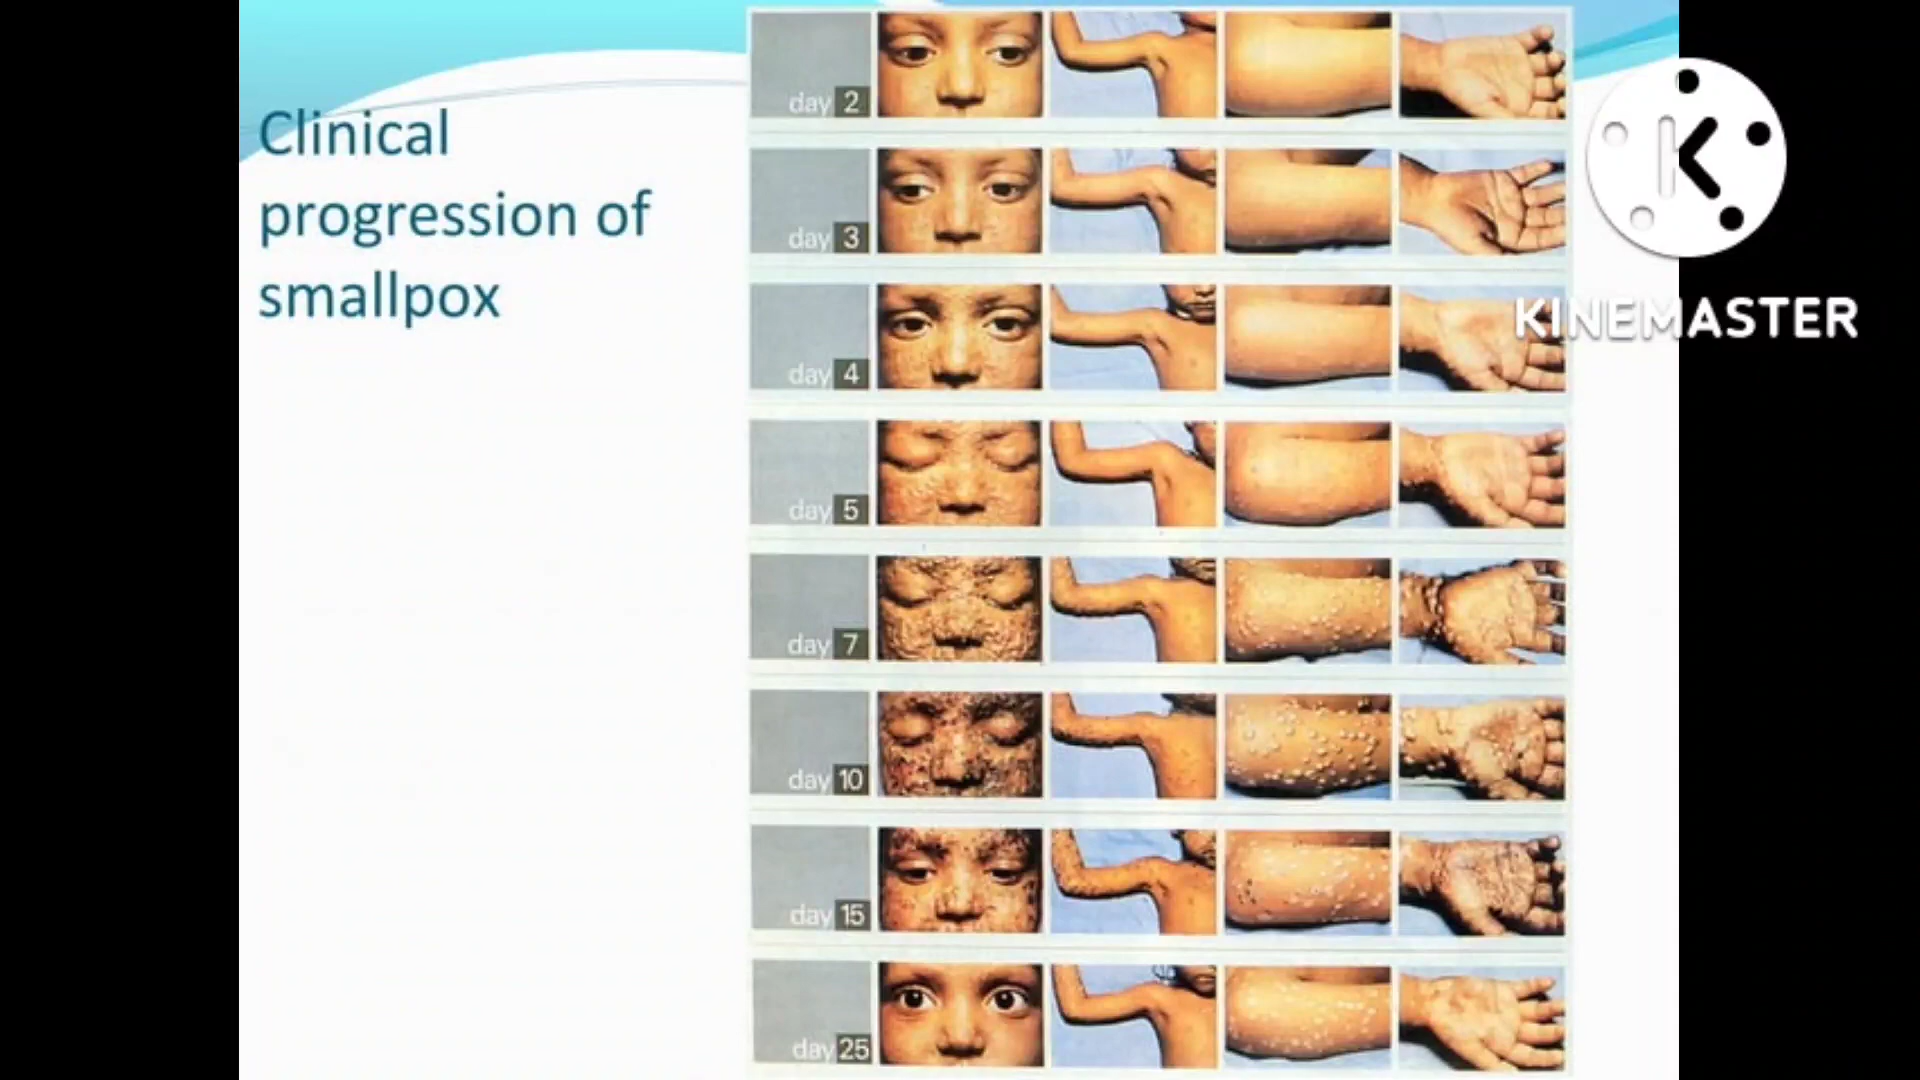 Clinical
progression of
smallpox
day 2
day 3
day 4
day 5
day 7
day 10
day 15
day 25
K
KINEMASTER